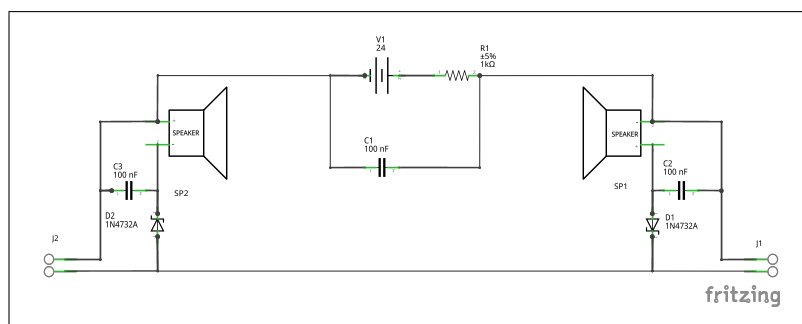 V1
24
R1
±5%
1kΩ
SPEAKER
SPEAKER
C1
100 nF
C3
100 nF
C2
100 nF
SP2
SP1
D2
1N4732A
D1
1N4732A
J2
J1
fritzing